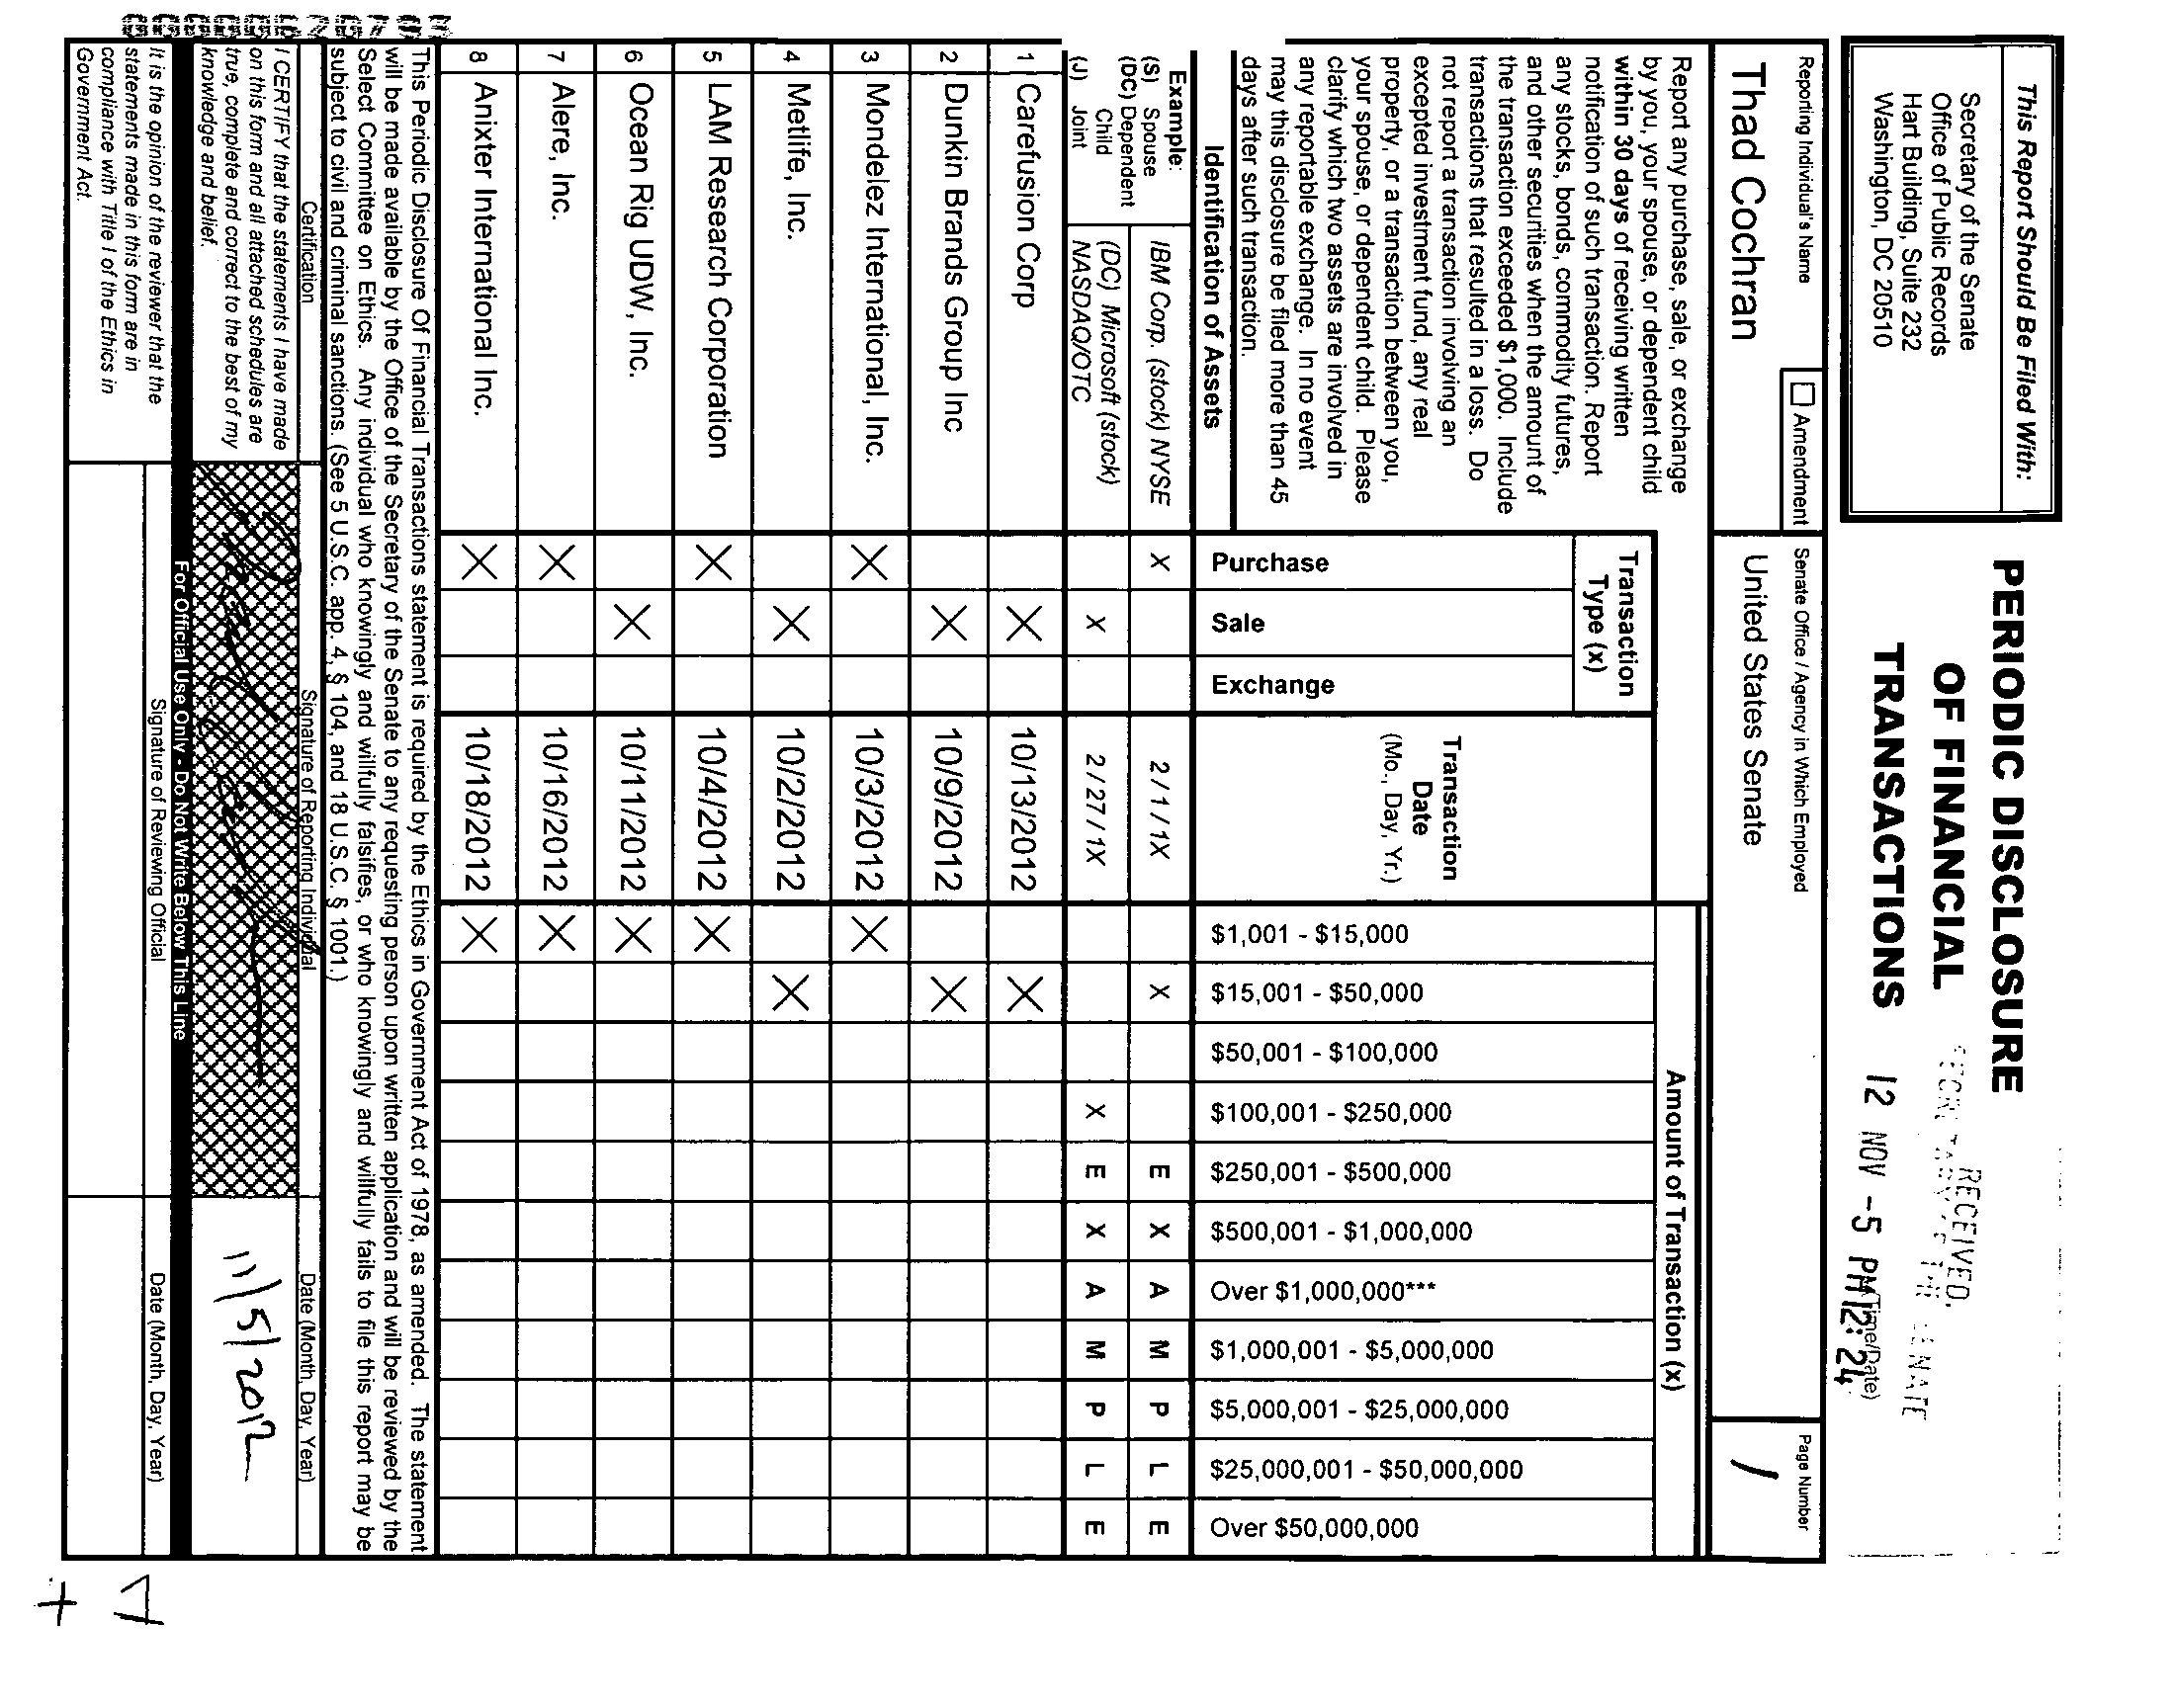 This Report Should Be Filed With:
Secretary of the Senate
Office of Public Records
Hart Building, Suite 232
Washington, DC 20510
PERIODIC DISCLOSURE
OF FINANCIAL
TRANSACTIONS
RECEIVED
12 NOV -5 PM 12: 24
(Time/Date)
Reporting Individual's Name
Amendment
Thad Cochran
Senate Office / Agency in Which Employed
United States Senate
Page Number
1
Report any purchase, sale, or exchange
by you, your spouse, or dependent child
within 30 days of receiving written
notification of such transaction. Report
any stocks, bonds, commodity futures,
and other securities when the amount of
the transaction exceeded $1,000. Include
transactions that resulted in a loss. Do
not report a transaction involving an
excepted investment fund, any real
property, or a transaction between you,
your spouse, or dependent child. Please
clarify which two assets are involved in
any reportable exchange. In no event
may this disclosure be filed more than 45
days after such transaction.
Identification of Assets
Transaction
Type (x)
Purchase
Sale
Exchange
Transaction
Date
(Mo., Day, Yr.)
Amount of Transaction (x)
$1,001 - $15,000
$15,001 - $50,000
$50,001 - $100,000
$100,001 - $250,000
$250,001 - $500,000
$500,001 - $1,000,000
Over $1,000,000***
$1,000,001 - $5,000,000
$5,000,001 - $25,000,000
$25,000,001 - $50,000,000
Over $50,000,000
Example:
(S) Spouse
(DC) Dependent
Child
(J) Joint
IBM Corp. (stock) NYSE X 2 / 1 / 1X X E X A M P L E
(DC) Microsoft (stock)
NASDAQ/OTC X 2 / 27 / 1X X E X A M P L E
1 Carefusion Corp X 10/13/2012 X
2 Dunkin Brands Group Inc X 10/9/2012 X
3 Mondelez International, Inc. X 10/3/2012 X
4 Metlife, Inc. X 10/2/2012 X
5 LAM Research Corporation X 10/4/2012 X
6 Ocean Rig UDW, Inc. X 10/11/2012 X
7 Alere, Inc. X 10/16/2012 X
8 Anixter International Inc. X 10/18/2012 X
This Periodic Disclosure Of Financial Transactions statement is required by the Ethics in Government Act of 1978, as amended. The statement
will be made available by the Office of the Secretary of the Senate to any requesting person upon written application and will be reviewed by the
Select Committee on Ethics. Any individual who knowingly and willfully falsifies, or who knowingly and willfully fails to file this report may be
subject to civil and criminal sanctions. (See 5 U.S.C. app. 4, § 104, and 18 U.S.C. § 1001.)
Certification
Signature of Reporting Individual
Date (Month, Day, Year)
I CERTIFY that the statements I have made
on this form and all attached schedules are
true, complete and correct to the best of my
knowledge and belief.
11/5/2012
For Official Use Only - Do Not Write Below This Line
It is the opinion of the reviewer that the
statements made in this form are in
compliance with Title I of the Ethics in
Government Act.
Signature of Reviewing Official
Date (Month, Day, Year)